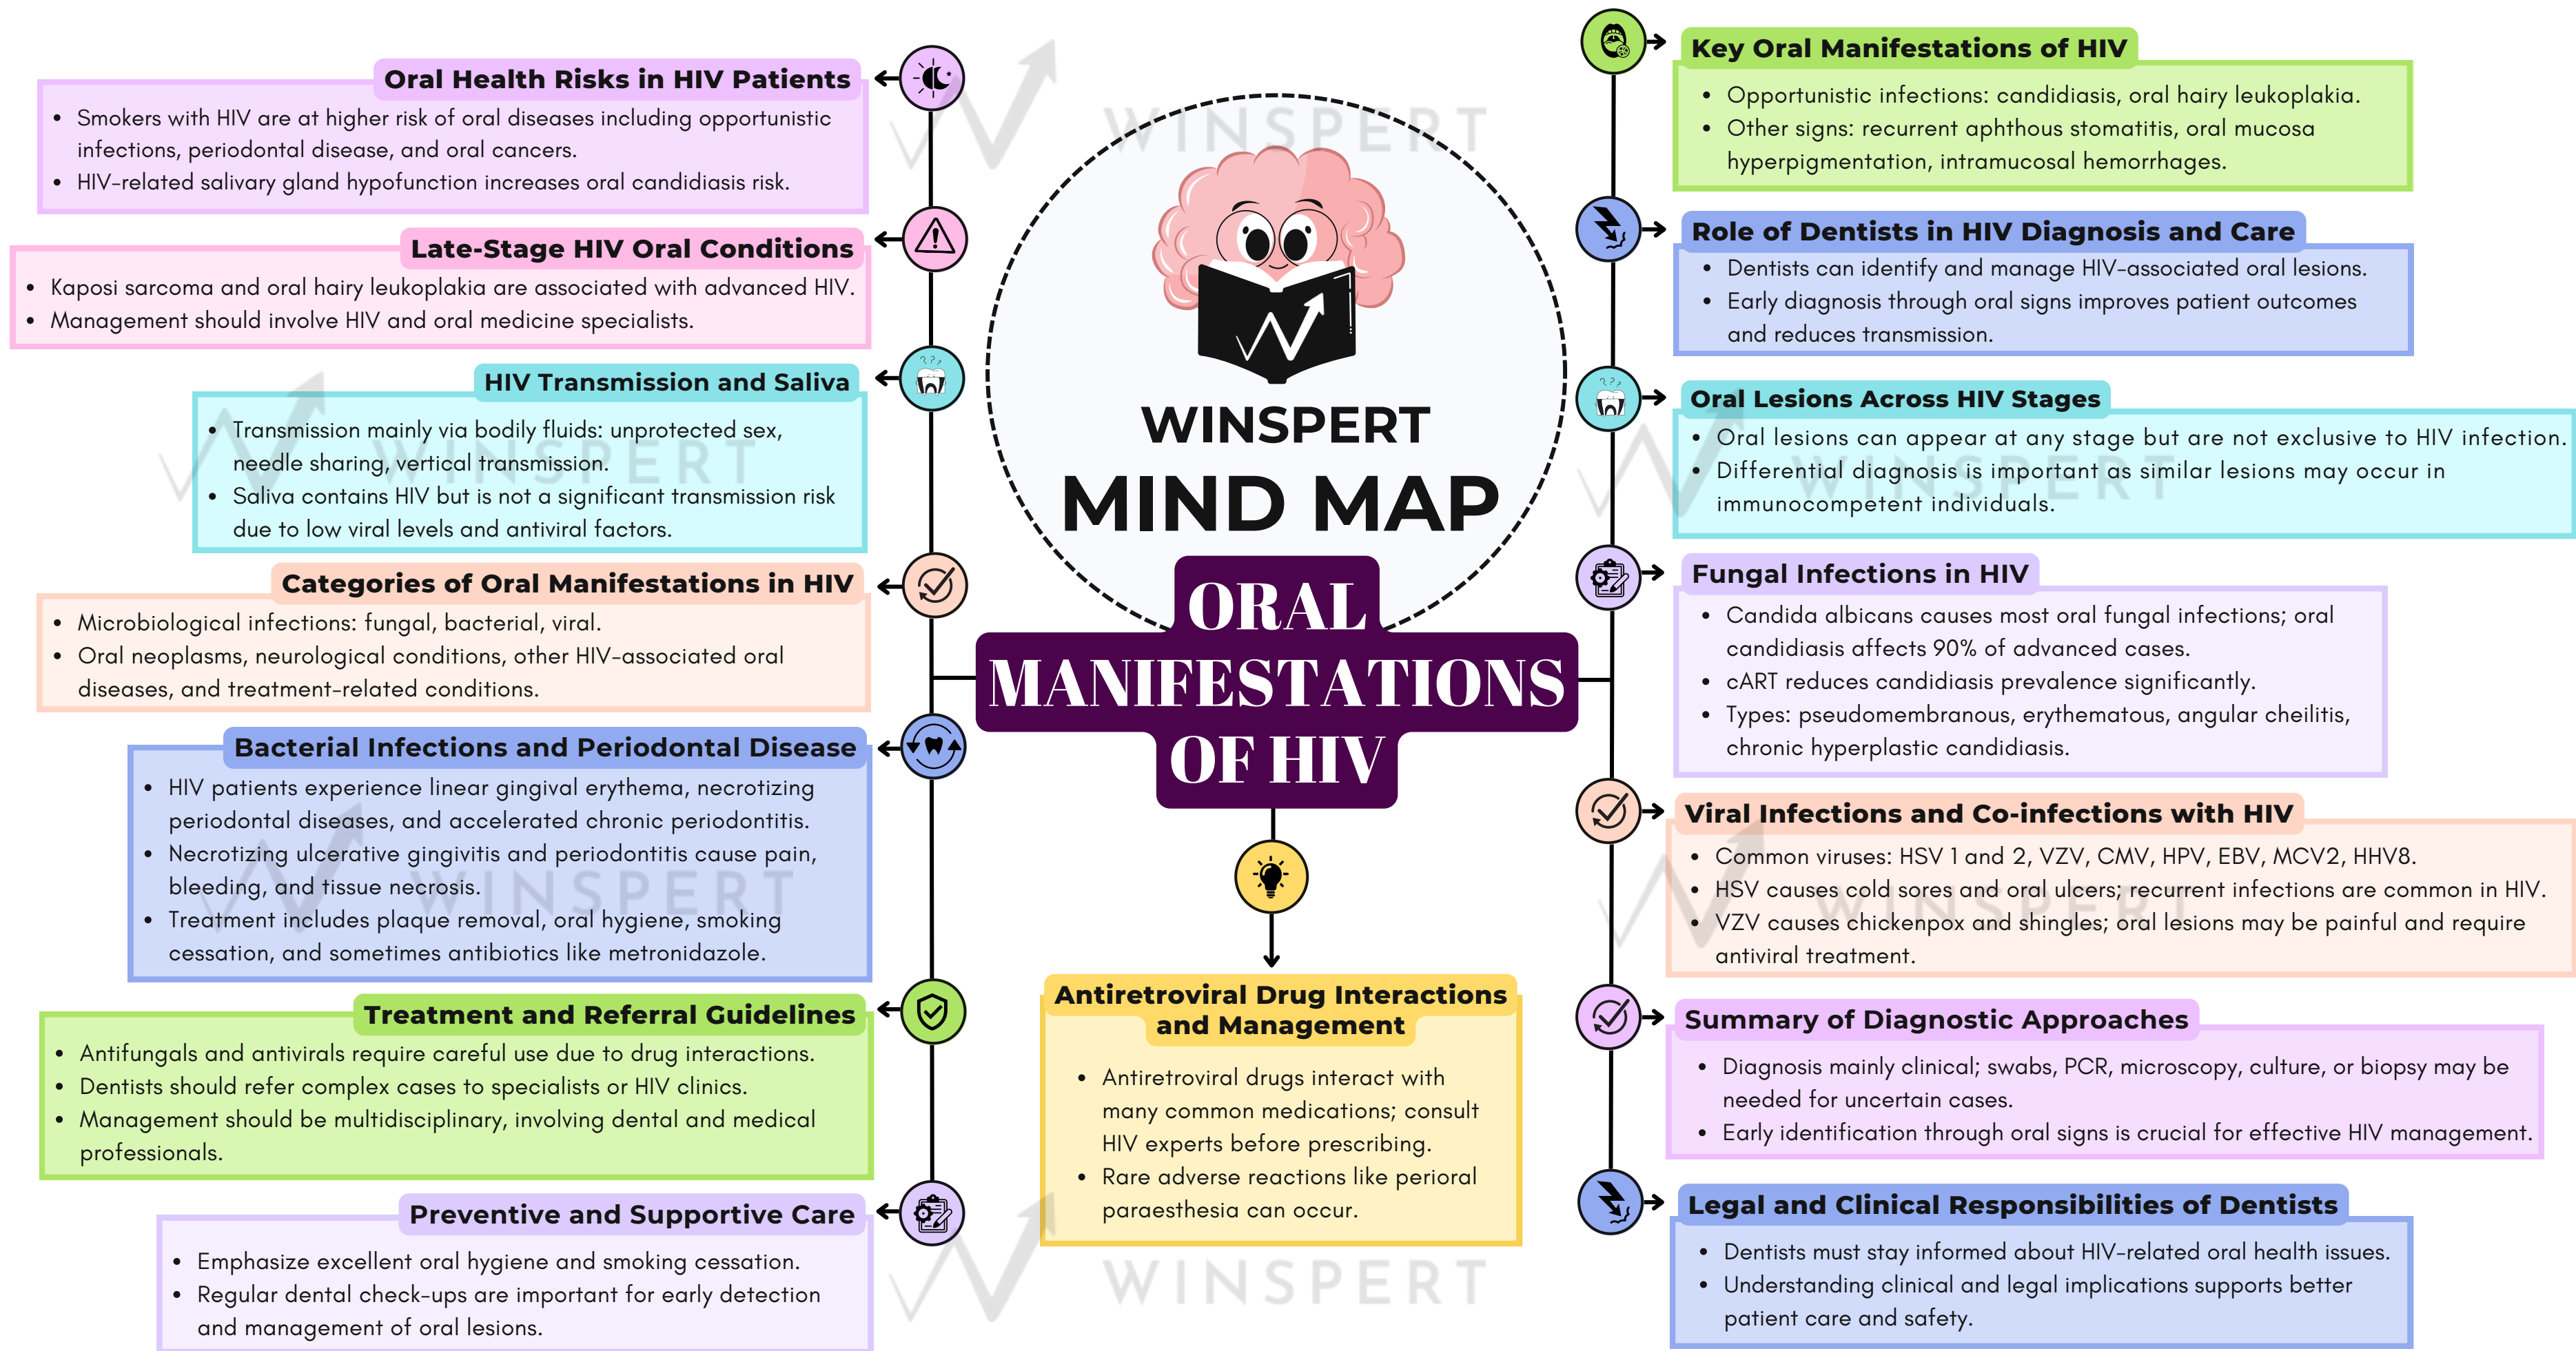 Oral Health Risks in HIV Patients
• Smokers with HIV are at higher risk of oral diseases including opportunistic
infections, periodontal disease, and oral cancers.
• HIV-related salivary gland hypofunction increases oral candidiasis risk.
Late-Stage HIV Oral Conditions
• Kaposi sarcoma and oral hairy leukoplakia are associated with advanced HIV.
• Management should involve HIV and oral medicine specialists.
HIV Transmission and Saliva
• Transmission mainly via bodily fluids: unprotected sex,
needle sharing, vertical transmission.
• Saliva contains HIV but is not a significant transmission risk
due to low viral levels and antiviral factors.
Categories of Oral Manifestations in HIV
• Microbiological infections: fungal, bacterial, viral.
• Oral neoplasms, neurological conditions, other HIV-associated oral
diseases, and treatment-related conditions.
Bacterial Infections and Periodontal Disease
• HIV patients experience linear gingival erythema, necrotizing
periodontal diseases, and accelerated chronic periodontitis.
• Necrotizing ulcerative gingivitis and periodontitis cause pain,
bleeding, and tissue necrosis.
• Treatment includes plaque removal, oral hygiene, smoking
cessation, and sometimes antibiotics like metronidazole.
Treatment and Referral Guidelines
• Antifungals and antivirals require careful use due to drug interactions.
• Dentists should refer complex cases to specialists or HIV clinics.
• Management should be multidisciplinary, involving dental and medical
professionals.
Preventive and Supportive Care
• Emphasize excellent oral hygiene and smoking cessation.
• Regular dental check-ups are important for early detection
and management of oral lesions.
WINSPERT
WINSPERT
MIND MAP
ORAL
MANIFESTATIONS
OF HIV
Antiretroviral Drug Interactions
and Management
• Antiretroviral drugs interact with
many common medications; consult
HIV experts before prescribing.
• Rare adverse reactions like perioral
paraesthesia can occur.
WINSPERT
Key Oral Manifestations of HIV
• Opportunistic infections: candidiasis, oral hairy leukoplakia.
• Other signs: recurrent aphthous stomatitis, oral mucosa
hyperpigmentation, intramucosal hemorrhages.
Role of Dentists in HIV Diagnosis and Care
• Dentists can identify and manage HIV-associated oral lesions.
• Early diagnosis through oral signs improves patient outcomes
and reduces transmission.
Oral Lesions Across HIV Stages
• Oral lesions can appear at any stage but are not exclusive to HIV infection.
• Differential diagnosis is important as similar lesions may occur in
immunocompetent individuals.
Fungal Infections in HIV
• Candida albicans causes most oral fungal infections; oral
candidiasis affects 90% of advanced cases.
• cART reduces candidiasis prevalence significantly.
• Types: pseudomembranous, erythematous, angular cheilitis,
chronic hyperplastic candidiasis.
Viral Infections and Co-infections with HIV
• Common viruses: HSV 1 and 2, VZV, CMV, HPV, EBV, MCV2, HHV8.
• HSV causes cold sores and oral ulcers; recurrent infections are common in HIV.
• VZV causes chickenpox and shingles; oral lesions may be painful and require
antiviral treatment.
Summary of Diagnostic Approaches
• Diagnosis mainly clinical; swabs, PCR, microscopy, culture, or biopsy may be
needed for uncertain cases.
• Early identification through oral signs is crucial for effective HIV management.
Legal and Clinical Responsibilities of Dentists
• Dentists must stay informed about HIV-related oral health issues.
• Understanding clinical and legal implications supports better
patient care and safety.
WINSPERT
WINSPERT
WINSPERT
WINSPERT